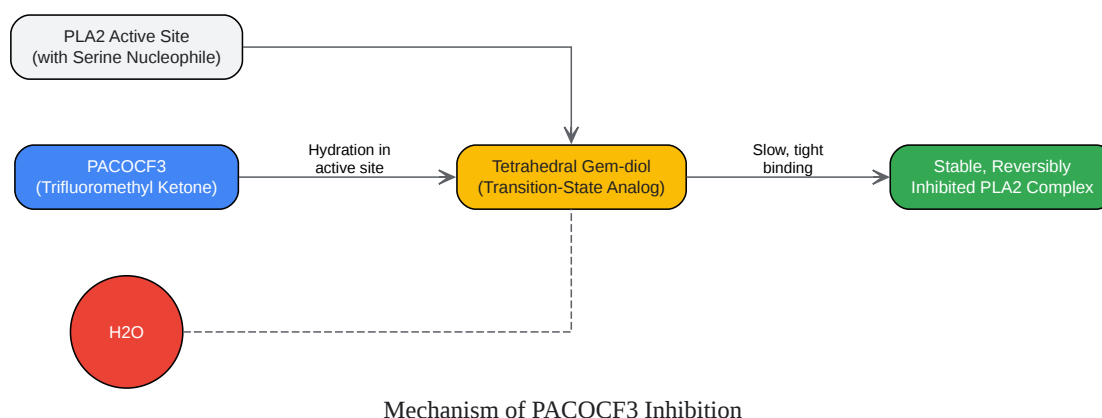 PLA2 Active Site
(with Serine Nucleophile)
PACOCF3
(Trifluoromethyl Ketone)
Hydration in
active site
Tetrahedral Gem-diol
(Transition-State Analog)
Slow, tight
binding
Stable, Reversibly
Inhibited PLA2 Complex
H2O
Mechanism of PACOCF3 Inhibition